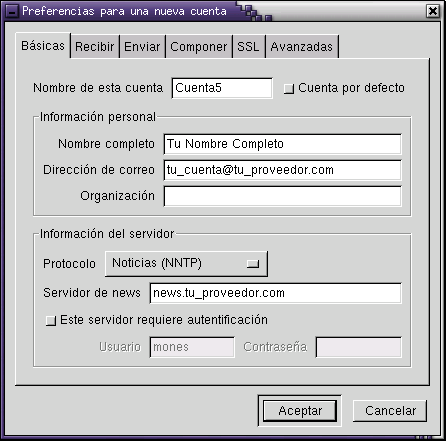 Preferencias para una nueva cuenta
Básicas Recibir Enviar Componer SSL Avanzadas
Nombre de esta cuenta Cuenta5 Cuenta por defecto
Información personal
Nombre completo Tu Nombre Completo
Dirección de correo tu_cuenta@tu_proveedor.com
Organización
Información del servidor
Protocolo Noticias (NNTP)
Servidor de news news.tu_proveedor.com
Este servidor requiere autentificación
Usuario mones Contraseña
Aceptar Cancelar